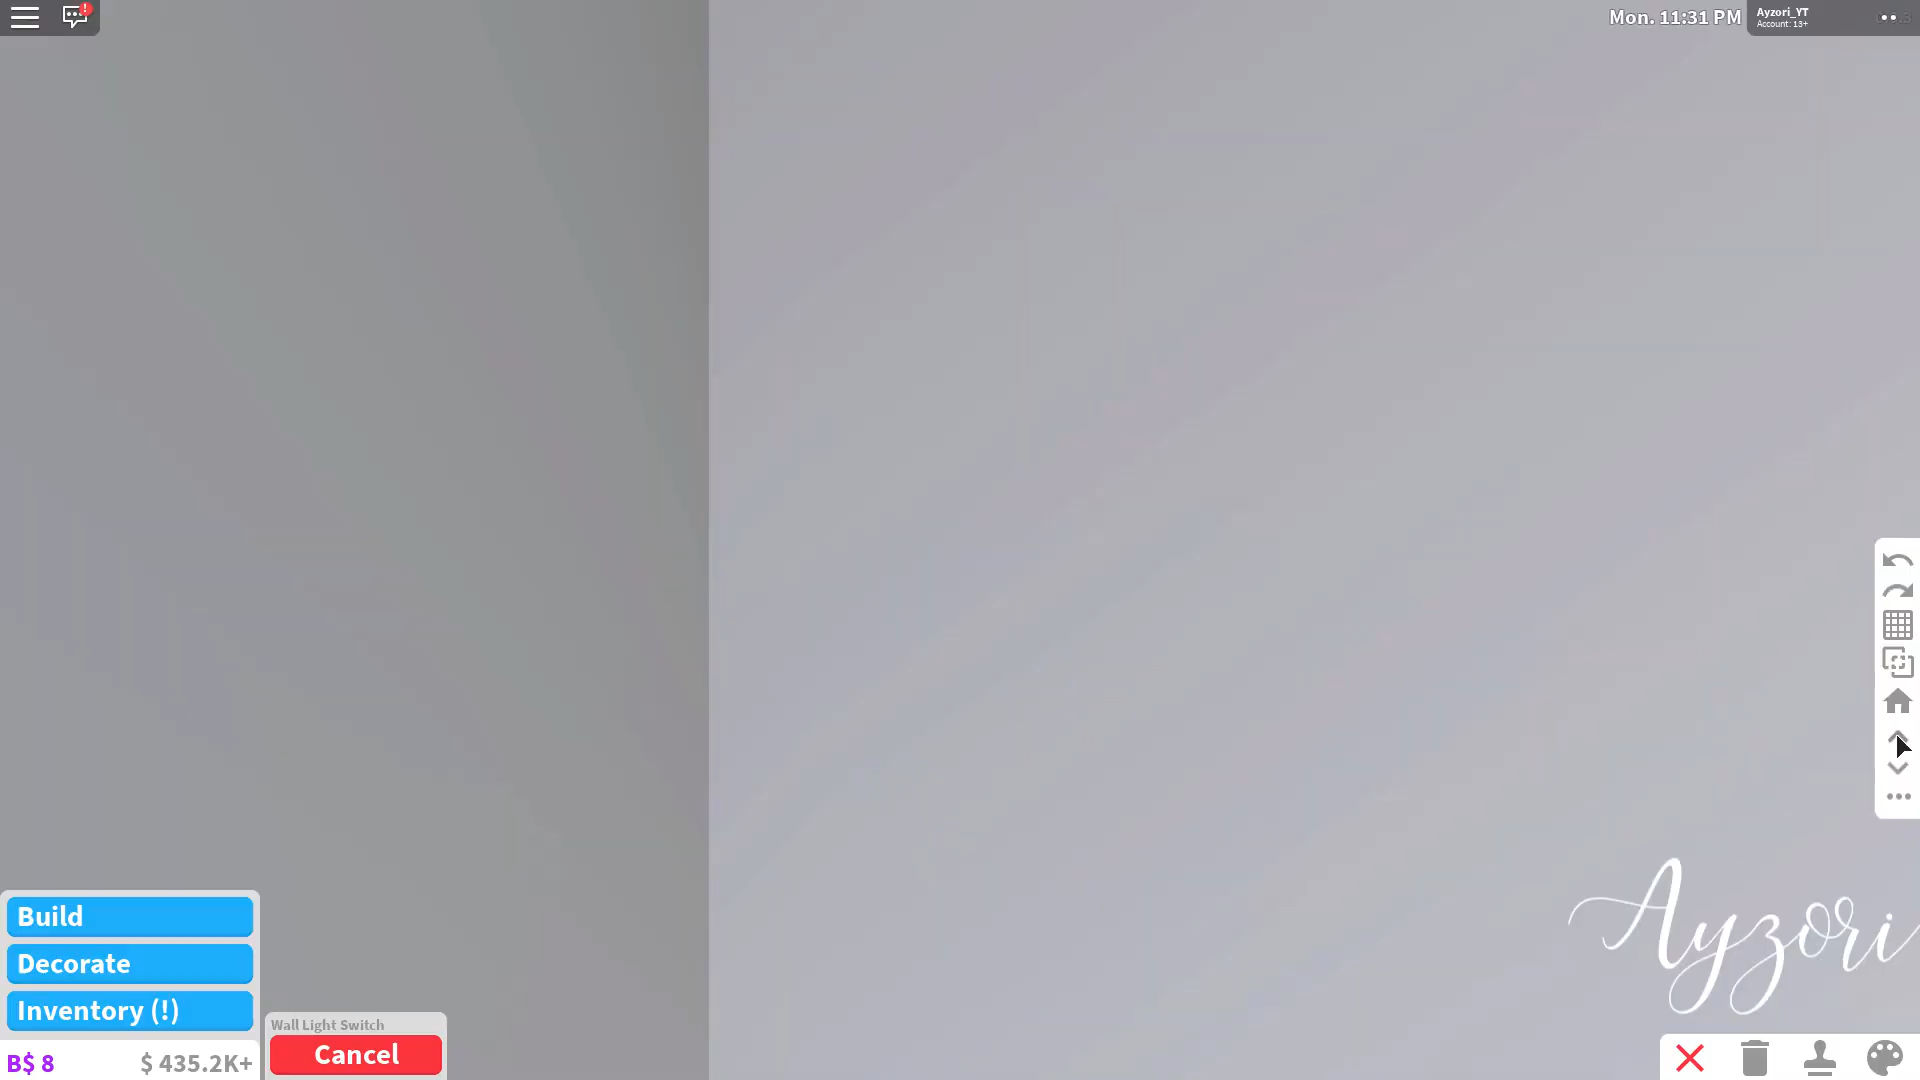 Mon. 11:31 PM
Ayzori_YT
Account: 13+
Build
Decorate
Inventory (!)
B$ 8
$ 435.2K+
Wall Light Switch
Cancel
Ayzori